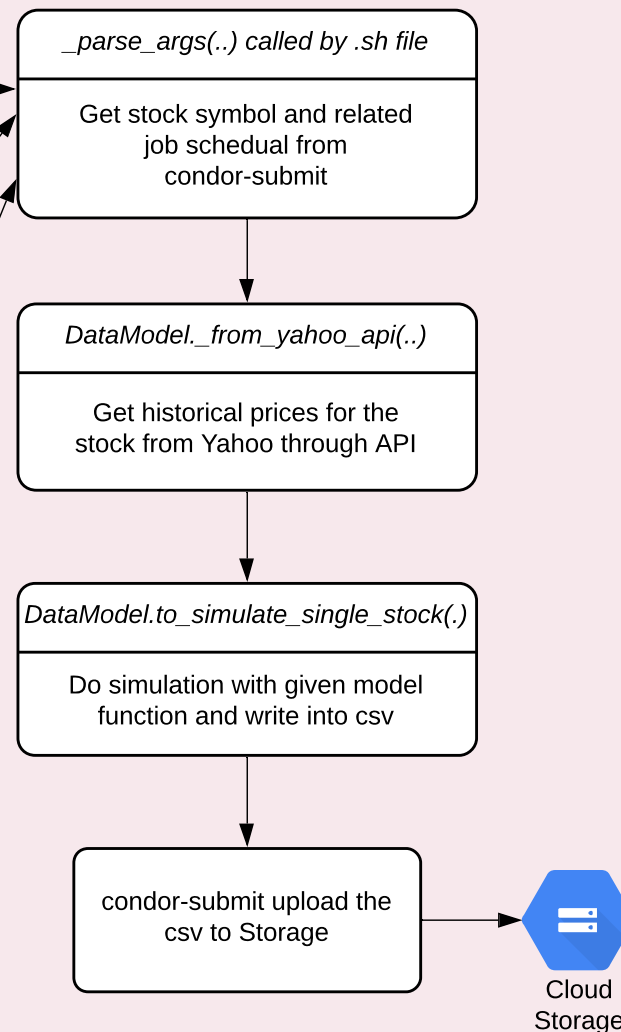 _parse_args(..) called by .sh file
Get stock symbol and related
job schedual from
condor-submit
DataModel._from_yahoo_api(..)
Get historical prices for the
stock from Yahoo through API
DataModel.to_simulate_single_stock(.)
Do simulation with given model
function and write into csv
condor-submit upload the
csv to Storage
Cloud
Storage